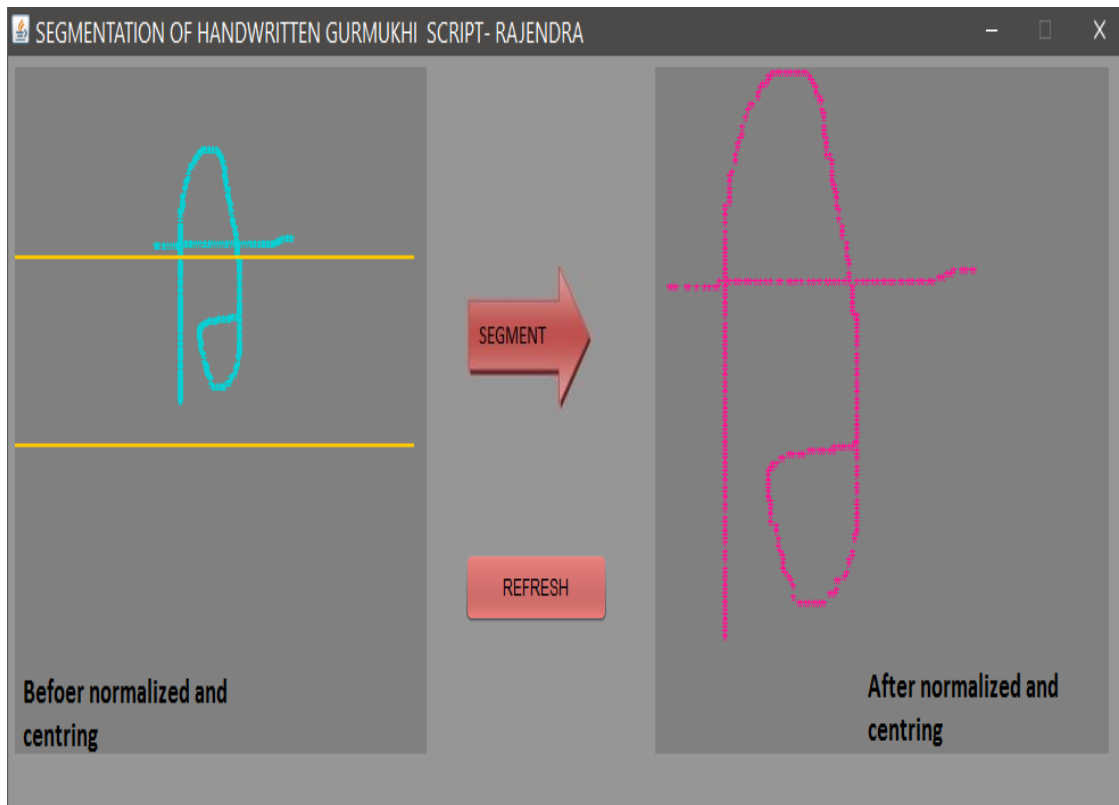 SEGMENTATION OF HANDWRITTEN GURMUKHI SCRIPT- RAJENDRA
SEGMENT
REFRESH
Befoer normalized and
centring
After normalized and
centring